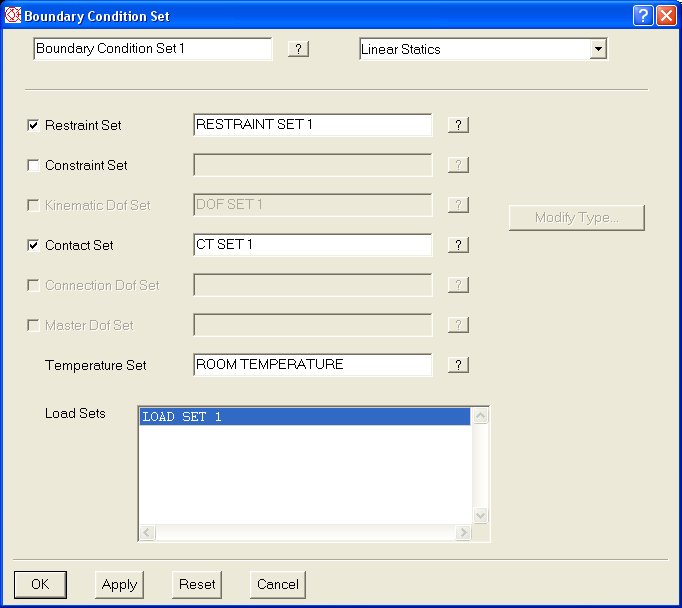 Boundary Condition Set
?
Boundary Condition Set 1
?
Linear Statics
Restraint Set
RESTRAINT SET 1
?
Constraint Set
?
Kinematic Dof Set
DOF SET 1
?
Modify Type...
Contact Set
CT SET 1
?
Connection Dof Set
?
Master Dof Set
?
Temperature Set
ROOM TEMPERATURE
?
Load Sets
LOAD SET 1
OK
Apply
Reset
Cancel